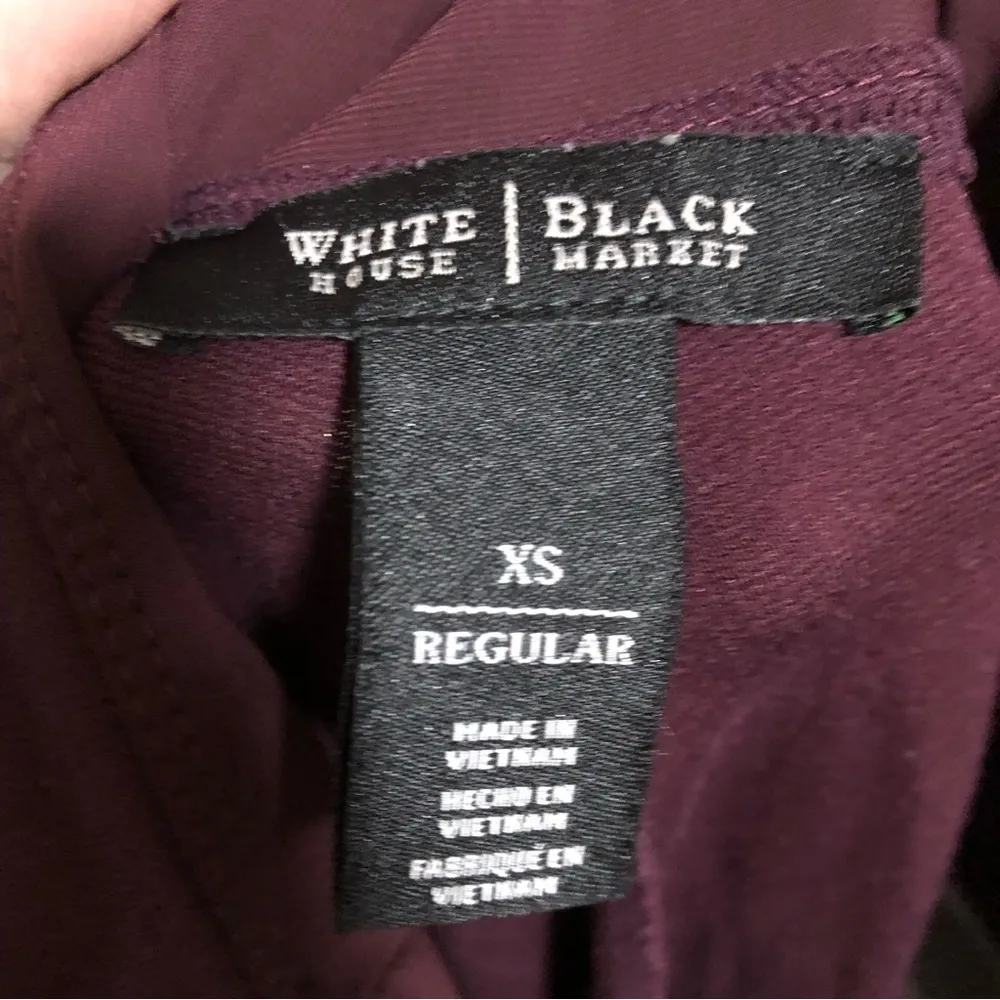 WHITE | BLACK
HOUSE | MARKET
XS
REGULAR
MADE IN
VIETNAM
HECHO EN
VIETNAM
FABRIQUÉ EN
VIETNAM